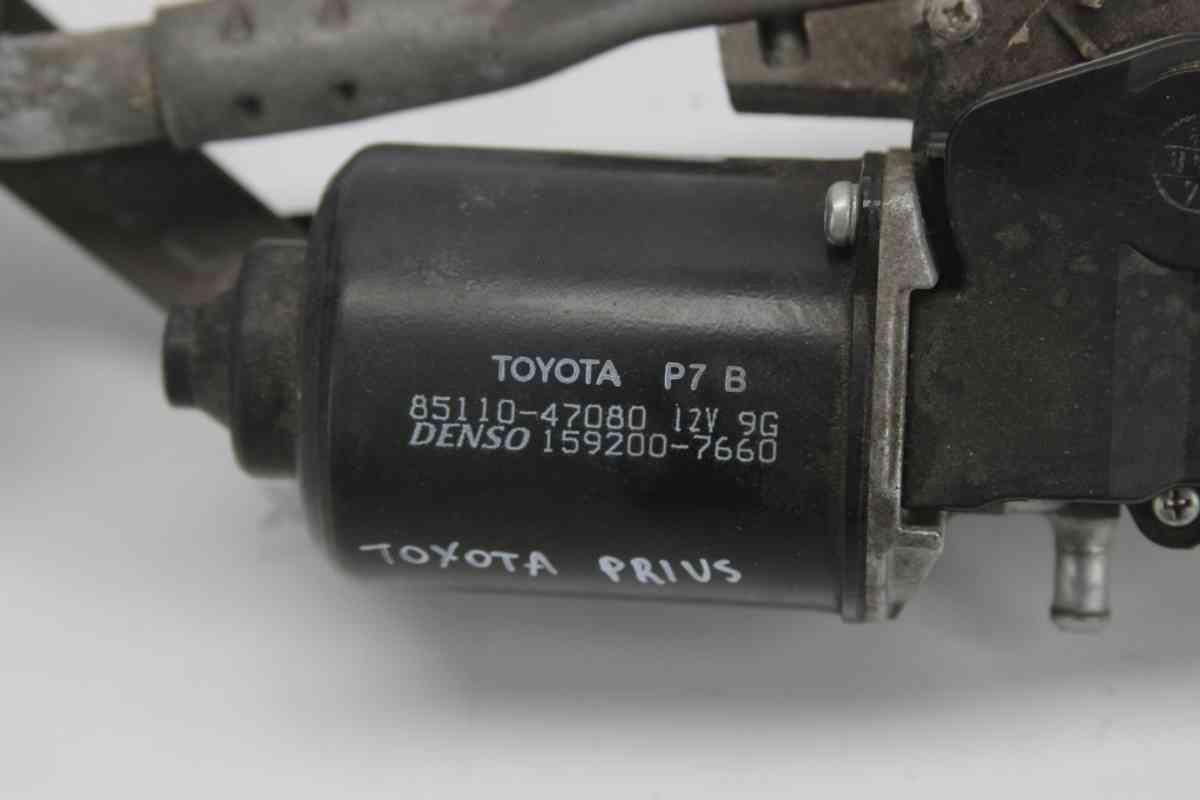 TOYOTA P7 B
85110-47080 12V 9G
DENSO 159200-7660
TOYOTA PRIUS